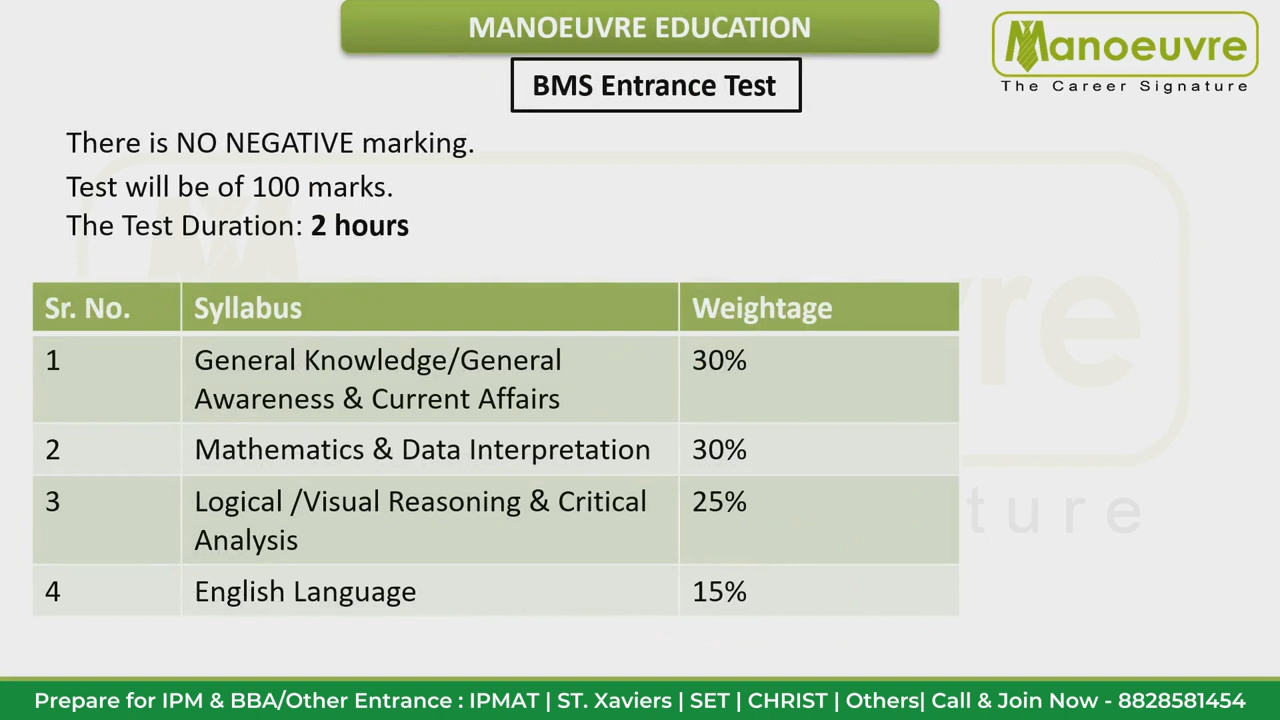 MANOEUVRE EDUCATION
Manoeuvre
The Career Signature
BMS Entrance Test
There is NO NEGATIVE marking.
Test will be of 100 marks.
The Test Duration: 2 hours
Sr. No. Syllabus Weightage
1 General Knowledge/General 30%
Awareness & Current Affairs
2 Mathematics & Data Interpretation 30%
3 Logical /Visual Reasoning & Critical 25%
Analysis
4 English Language 15%
vre
ture
Prepare for IPM & BBA/Other Entrance : IPMAT | ST. Xaviers | SET | CHRIST | Others| Call & Join Now - 8828581454